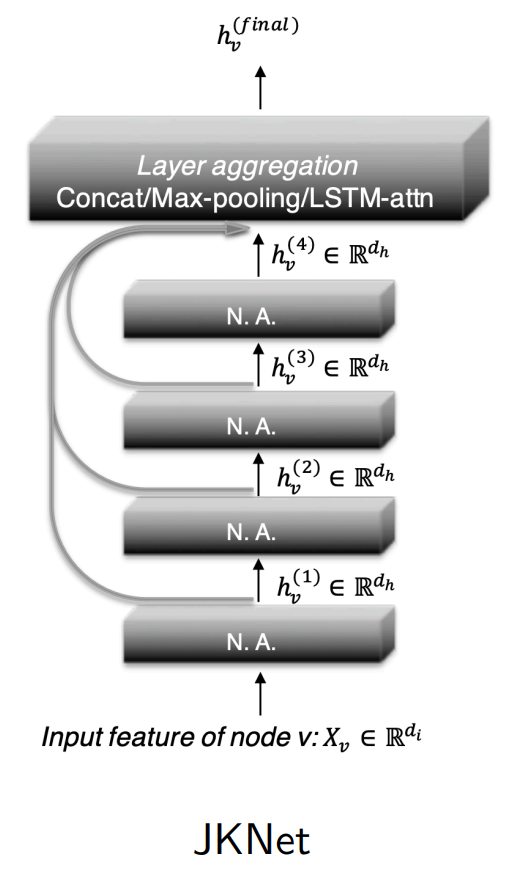 h_v^{(final)}
Layer aggregation
Concat/Max-pooling/LSTM-attn
h_v^{(4)} ∈ ℝ^{d_h}
N. A.
h_v^{(3)} ∈ ℝ^{d_h}
N. A.
h_v^{(2)} ∈ ℝ^{d_h}
N. A.
h_v^{(1)} ∈ ℝ^{d_h}
N. A.
Input feature of node v: X_v ∈ ℝ^{d_i}
JKNet